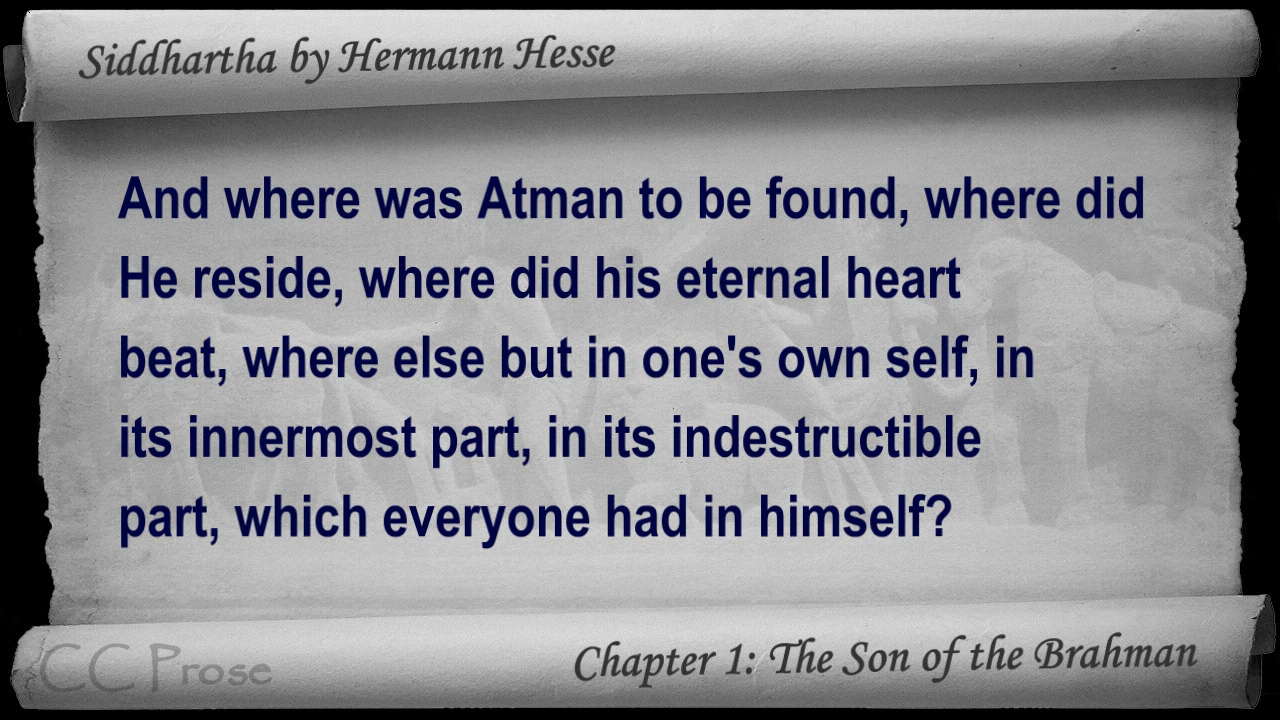 Siddhartha by Hermann Hesse
And where was Atman to be found, where did
He reside, where did his eternal heart
beat, where else but in one's own self, in
its innermost part, in its indestructible
part, which everyone had in himself?
CC Prose
Chapter 1: The Son of the Brahman